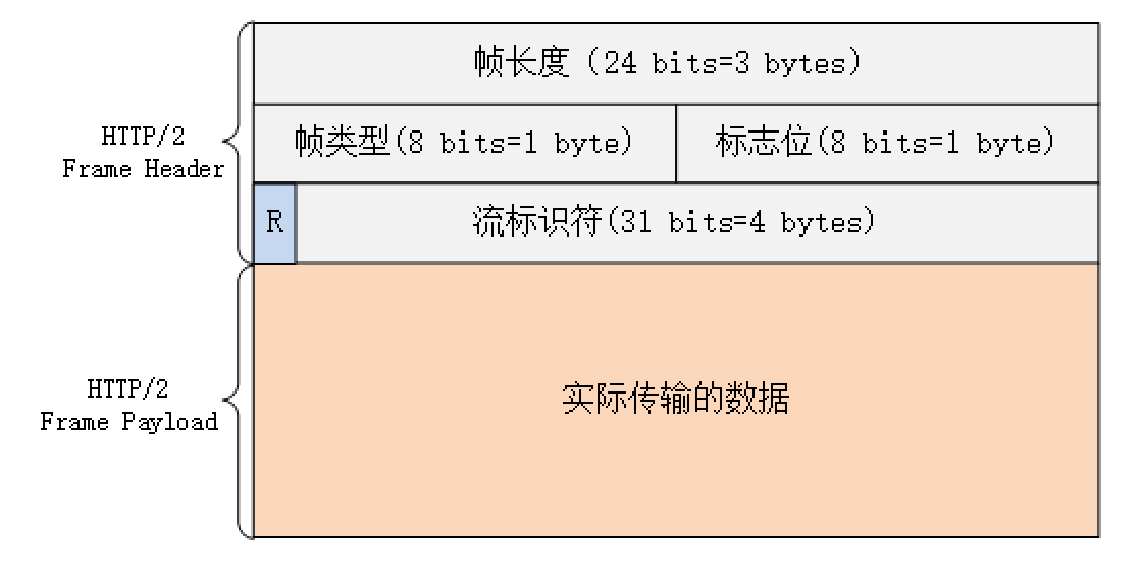 帧长度（24 bits=3 bytes）
HTTP/2
Frame Header
帧类型(8 bits=1 byte)
标志位(8 bits=1 byte)
R
流标识符(31 bits=4 bytes)
HTTP/2
Frame Payload
实际传输的数据